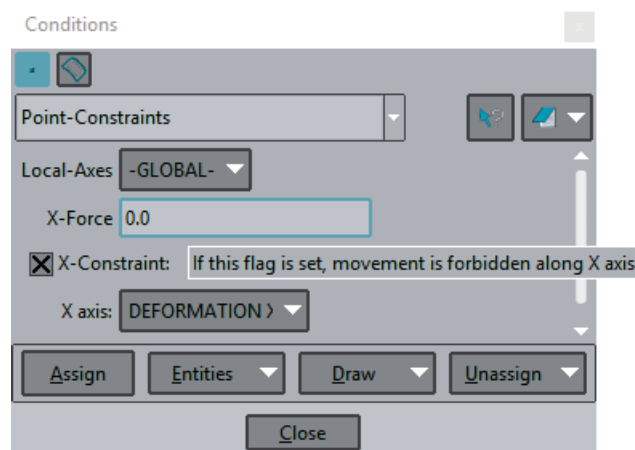 Conditions
x
Point-Constraints
Local-Axes -GLOBAL-
X-Force 0.0
X-Constraint: If this flag is set, movement is forbidden along X axis
X axis: DEFORMATION X
Assign Entities Draw Unassign
Close